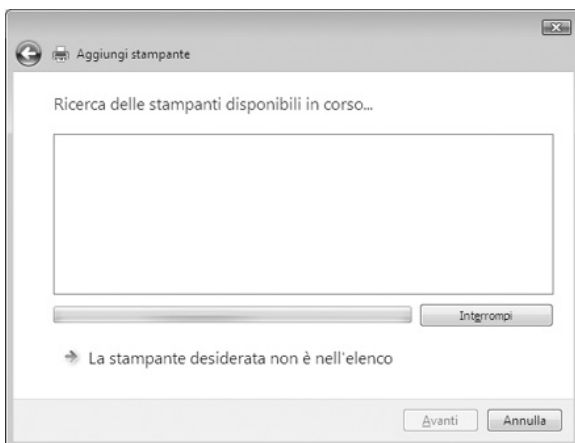 Aggiungi stampante
Ricerca delle stampanti disponibili in corso...
Interrompi
La stampante desiderata non è nell'elenco
Avanti
Annulla